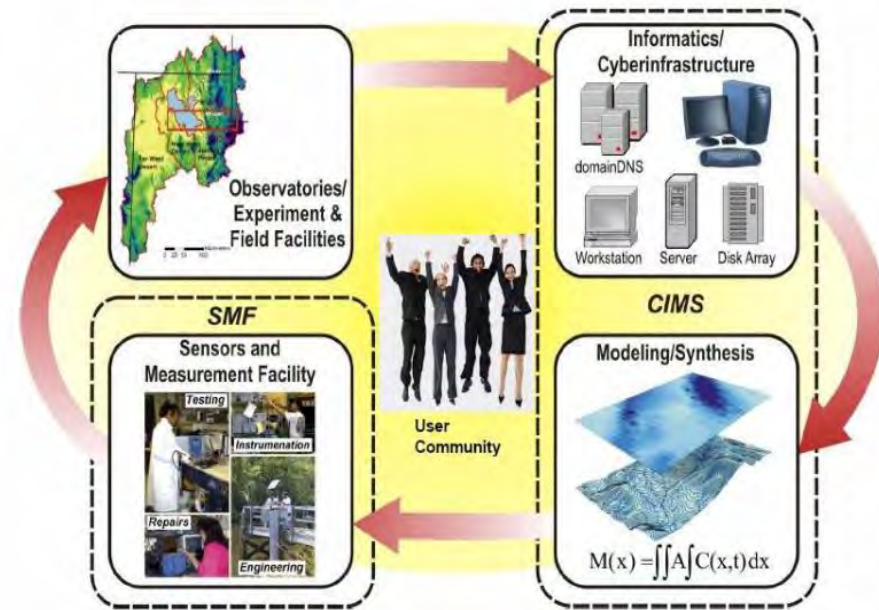 Observatories/
Experiment &
Field Facilities
Informatics/
Cyberinfrastructure
domainDNS
Workstation
Server
Disk Array
SMF
Sensors and
Measurement Facility
Testing
Instrumenation
Repairs
Engineering
User
Community
CIMS
Modeling/Synthesis
M(x) =∫∫A∫C(x,t)dx